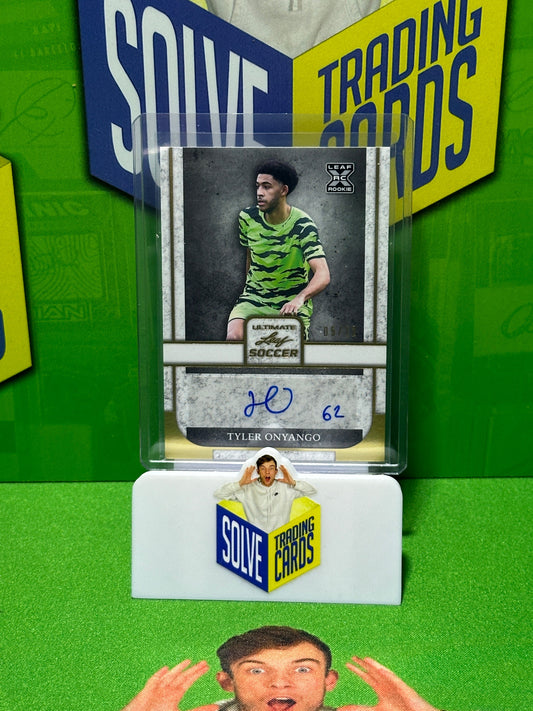 SOLVE
TRADING
CARDS
LEAF
RC
ROOKIE
ULTIMATE
Leaf
SOCCER
62
TYLER ONYANGO
SOLVE
TRADING
CARDS